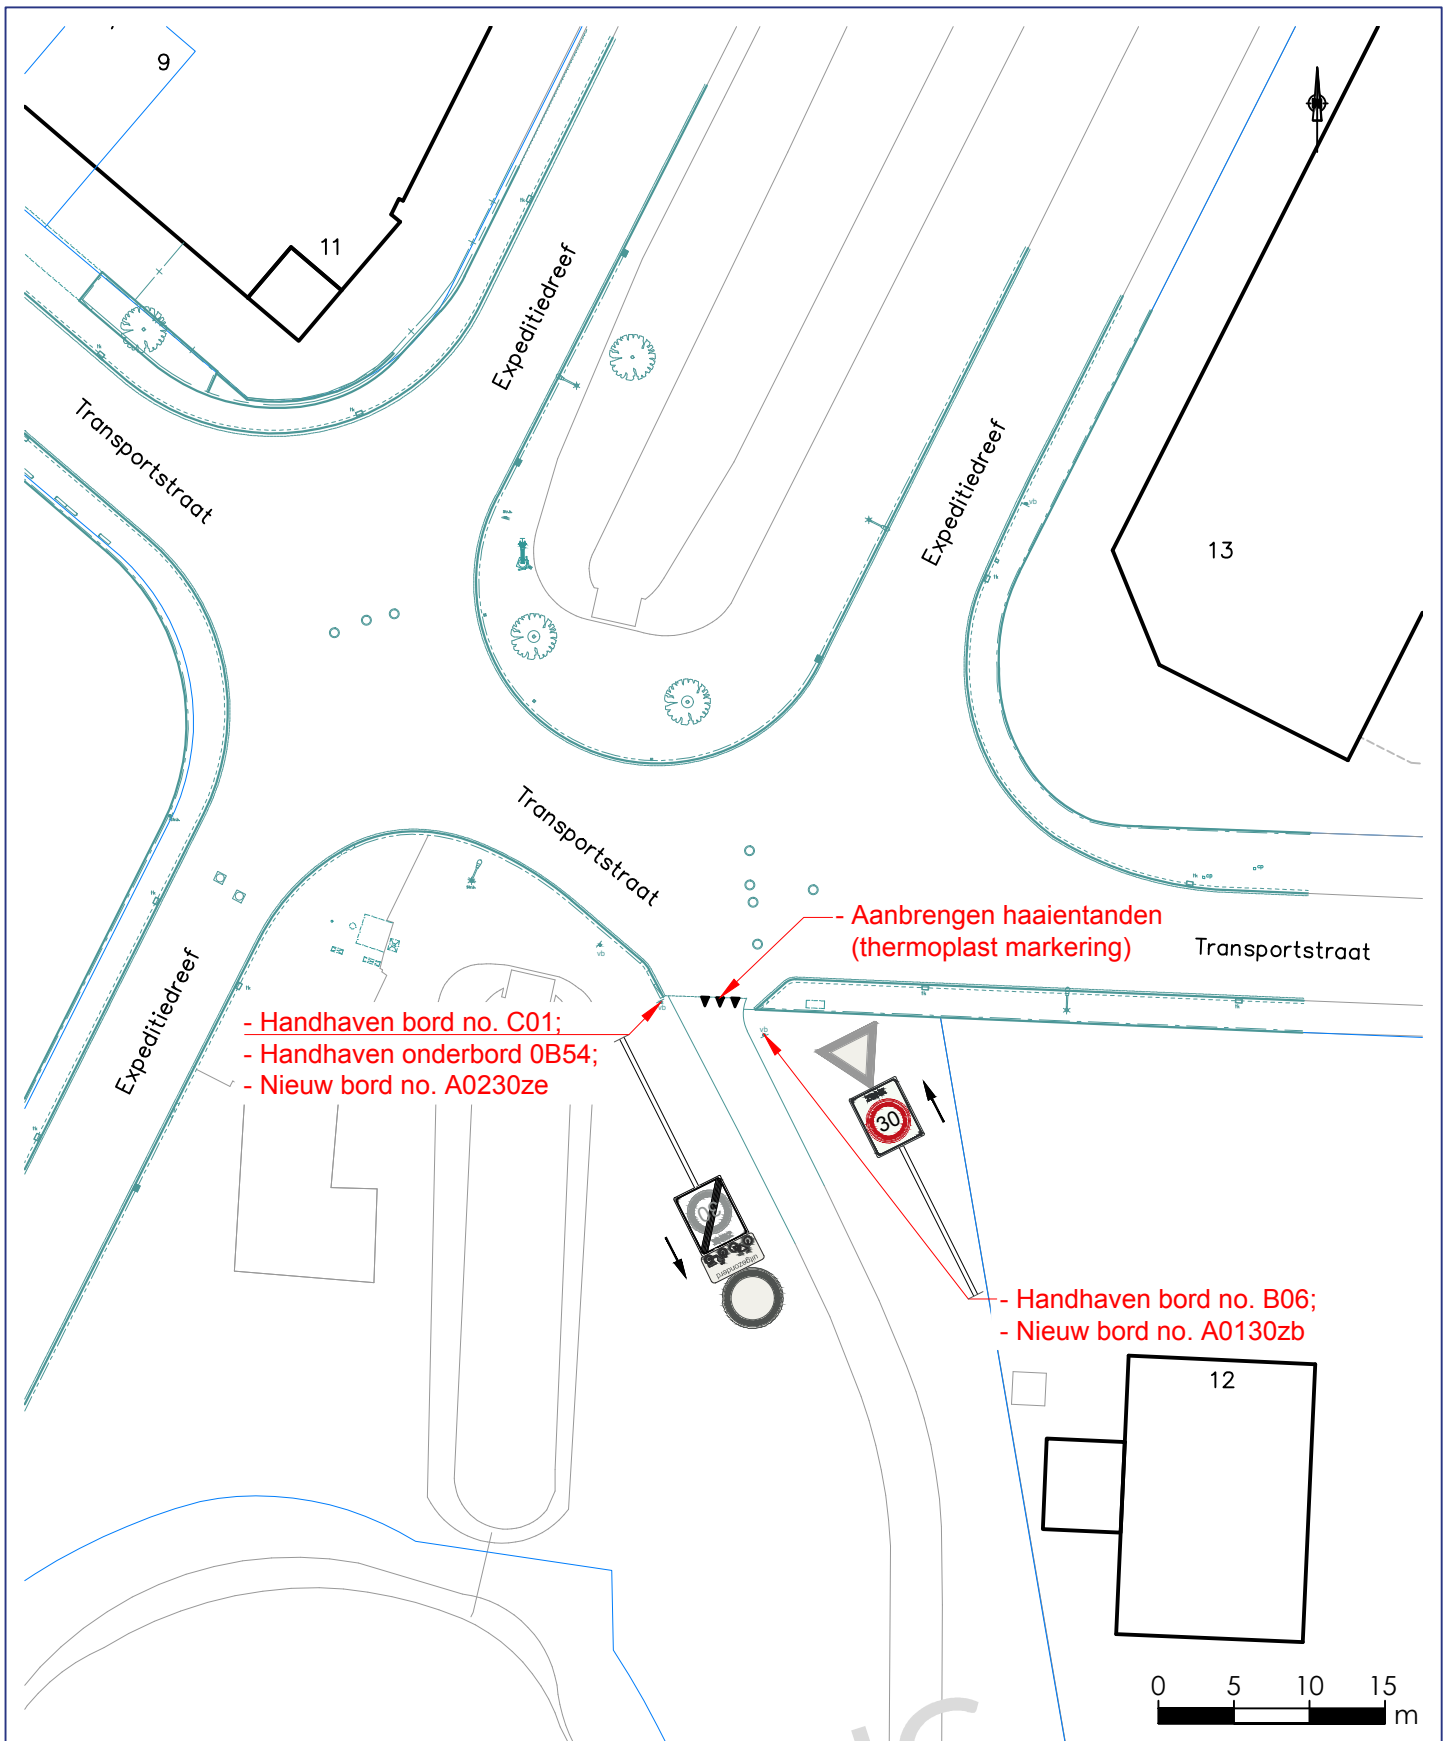 9
11
Expeditiedreef
Transportstraat
Expeditiedreef
13
Transportstraat
- Aanbrengen haaientanden
(thermoplast markering)
Transportstraat
Expeditiedreef
- Handhaven bord no. C01;
- Handhaven onderbord 0B54;
- Nieuw bord no. A0230ze
30
30
uitgezonderd
- Handhaven bord no. B06;
- Nieuw bord no. A0130zb
12
0 5 10 15
m